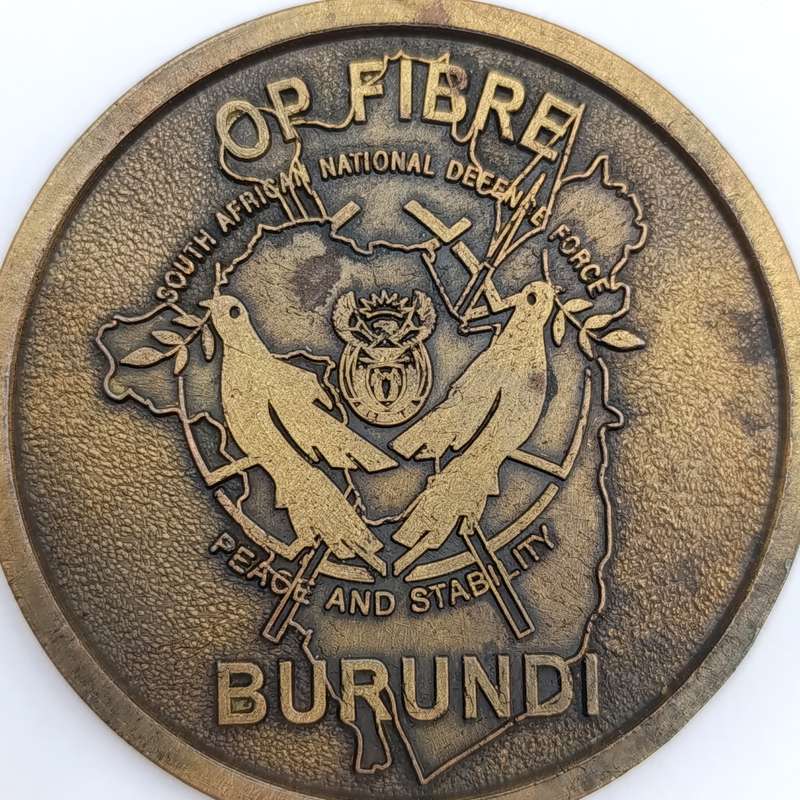 OP FIBRE
SOUTH AFRICAN NATIONAL DEFENCE FORCE
PEACE AND STABILITY
BURUNDI